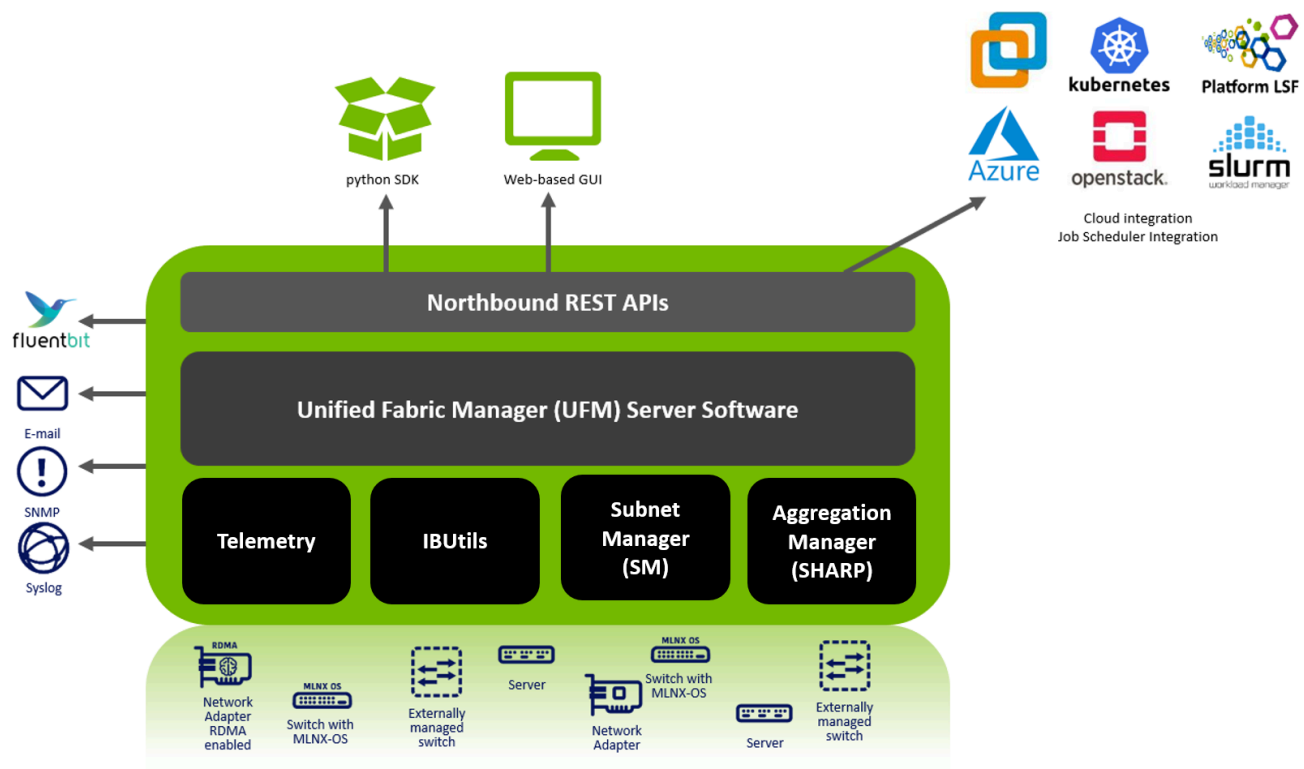 kubernetes
Platform LSF
Azure
openstack.
slurm
workload manager
Cloud integration
Job Scheduler Integration
python SDK
Web-based GUI
Northbound REST APIs
fluentbit
Unified Fabric Manager (UFM) Server Software
E-mail
SNMP
Syslog
Telemetry
IBUtils
Subnet
Manager
(SM)
Aggregation
Manager
(SHARP)
RDMA
Network
Adapter
RDMA
enabled
MLNX OS
Switch with
MLNX-OS
Externally
managed
switch
Server
Network
Adapter
MLNX OS
Switch with
MLNX-OS
Server
Externally
managed
switch